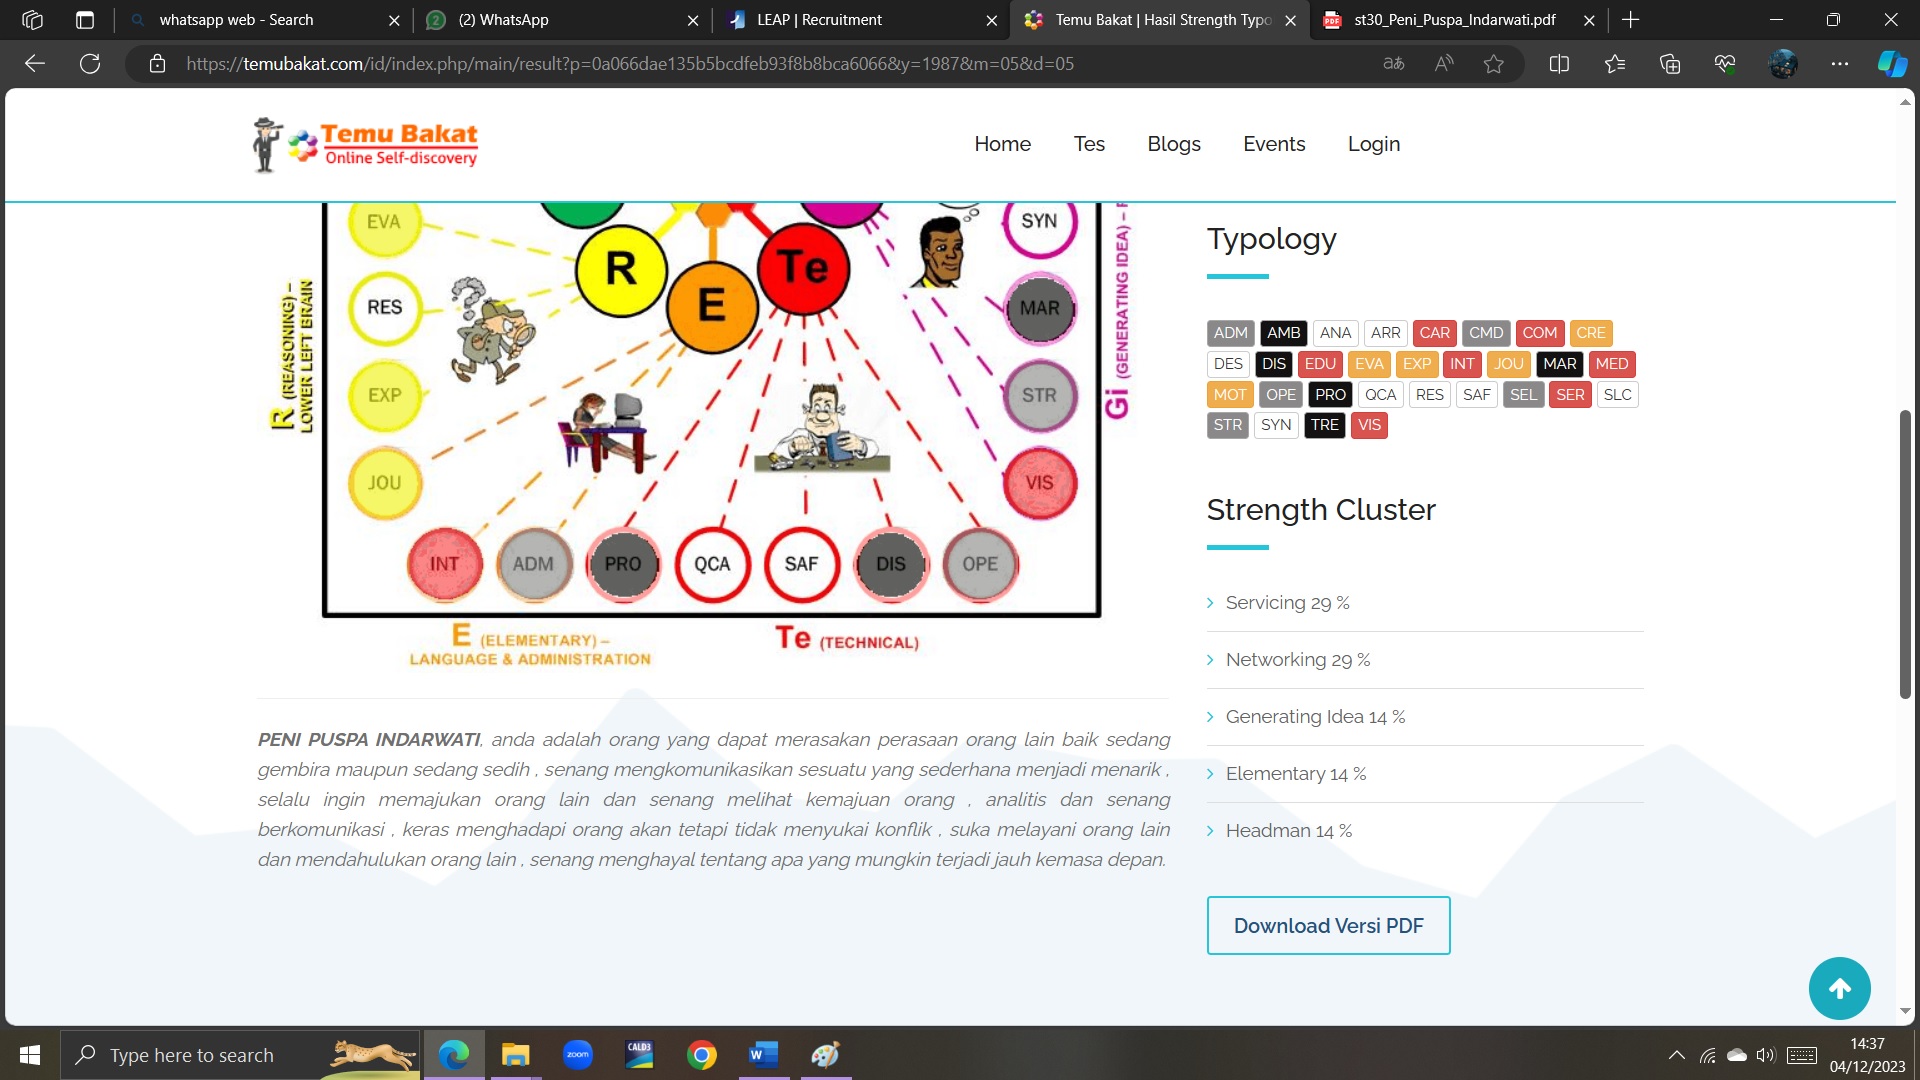 whatsapp web - Search
(2) WhatsApp
LEAP | Recruitment
Temu Bakat | Hasil Strength Typo
st30_Peni_Puspa_Indarwati.pdf
https://temubakat.com/id/index.php/main/result?p=0a066dae135b5bcdfeb93f8b8bca6066&y=1987&m=05&d=05
Temu Bakat
Online Self-discovery
Home
Tes
Blogs
Events
Login
EVA
RES
EXP
JOU
R (REASONING) –
LOWER LEFT BRAIN
R
E
Te
SYN
MAR
STR
VIS
Gi (GENERATING IDEA) –
INT
ADM
PRO
QCA
SAF
DIS
OPE
E (ELEMENTARY) –
LANGUAGE & ADMINISTRATION
Te (TECHNICAL)
PENI PUSPA INDARWATI, anda adalah orang yang dapat merasakan perasaan orang lain baik sedang
gembira maupun sedang sedih , senang mengkomunikasikan sesuatu yang sederhana menjadi menarik ,
selalu ingin memajukan orang lain dan senang melihat kemajuan orang , analitis dan senang
berkomunikasi , keras menghadapi orang akan tetapi tidak menyukai konflik , suka melayani orang lain
dan mendahulukan orang lain , senang menghayal tentang apa yang mungkin terjadi jauh kemasa depan.
Typology
ADM AMB ANA ARR CAR CMD COM CRE
DES DIS EDU EVA EXP INT JOU MAR MED
MOT OPE PRO QCA RES SAF SEL SER SLC
STR SYN TRE VIS
Strength Cluster
Servicing 29 %
Networking 29 %
Generating Idea 14 %
Elementary 14 %
Headman 14 %
Download Versi PDF
Type here to search
zoom
CALD3
14:37
04/12/2023